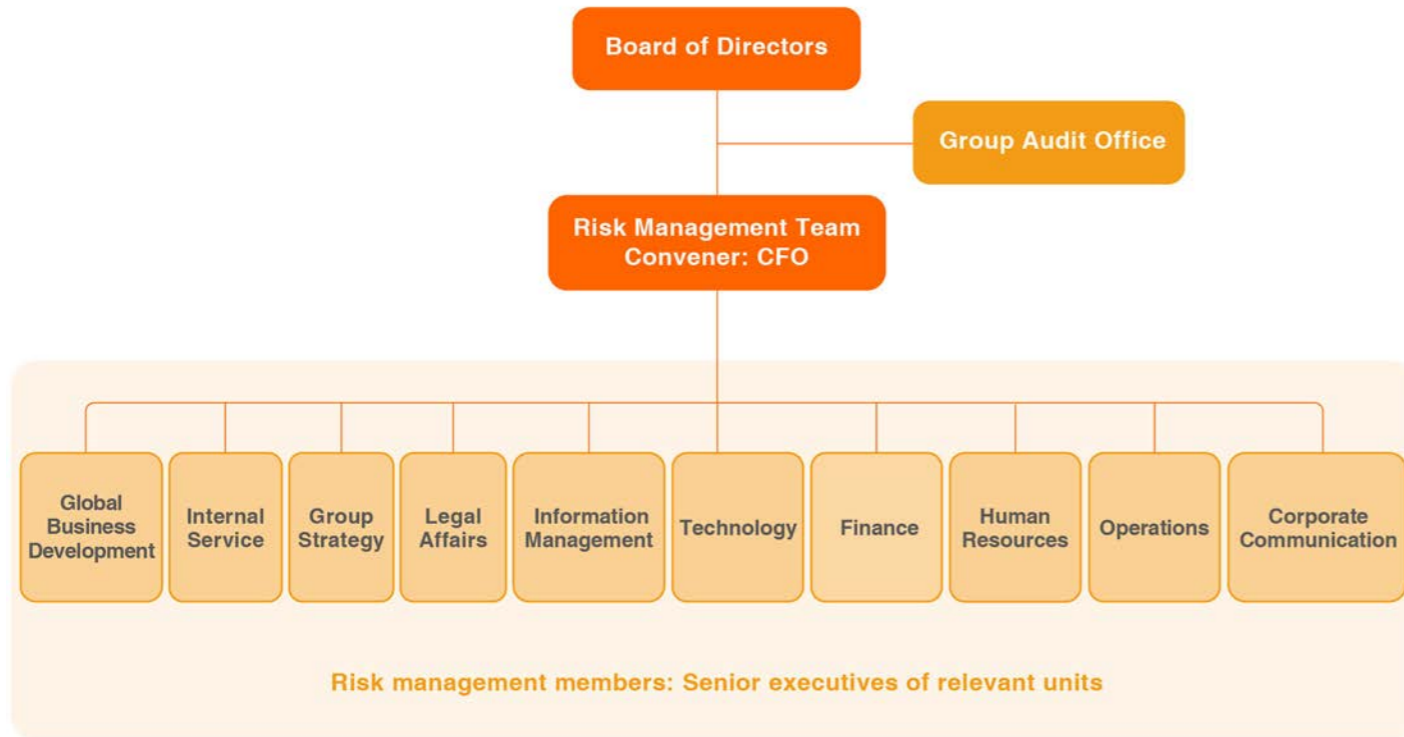 Board of Directors
Group Audit Office
Risk Management Team
Convener: CFO
Global
Business
Development
Internal
Service
Group
Strategy
Legal
Affairs
Information
Management
Technology
Finance
Human
Resources
Operations
Corporate
Communication
Risk management members: Senior executives of relevant units